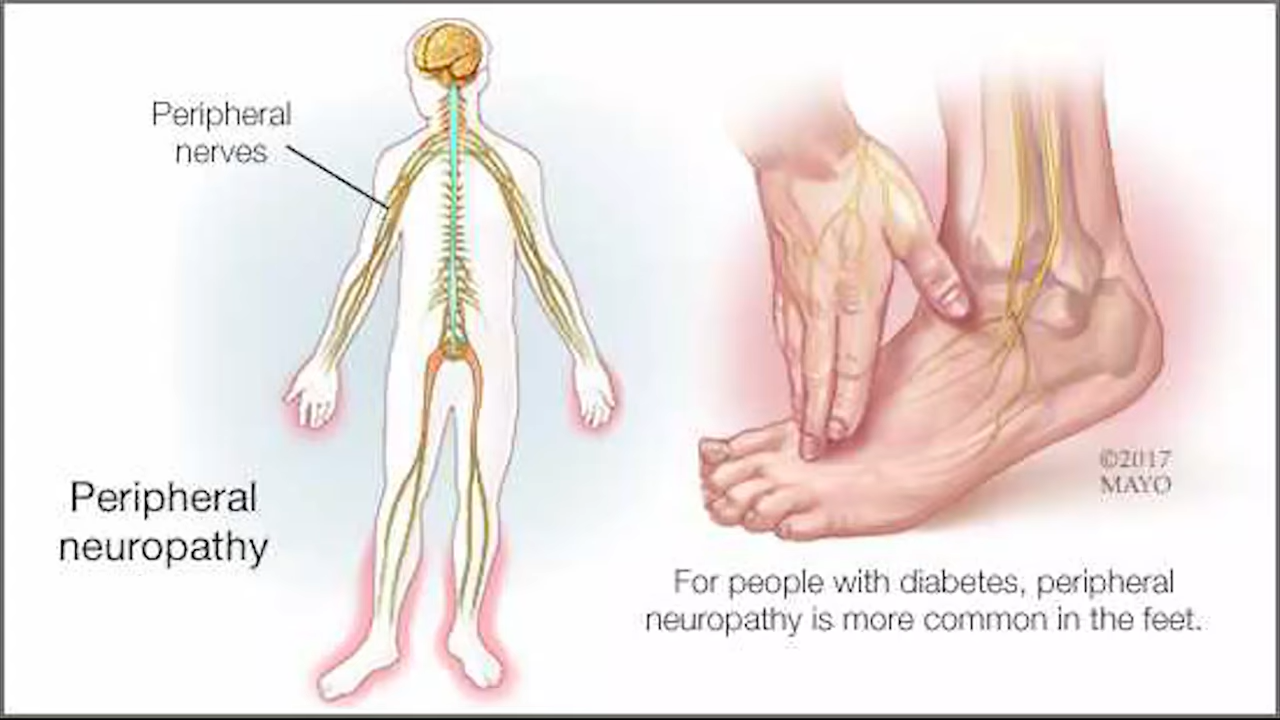 Peripheral
nerves
Peripheral
neuropathy
©2017
MAYO
For people with diabetes, peripheral
neuropathy is more common in the feet.